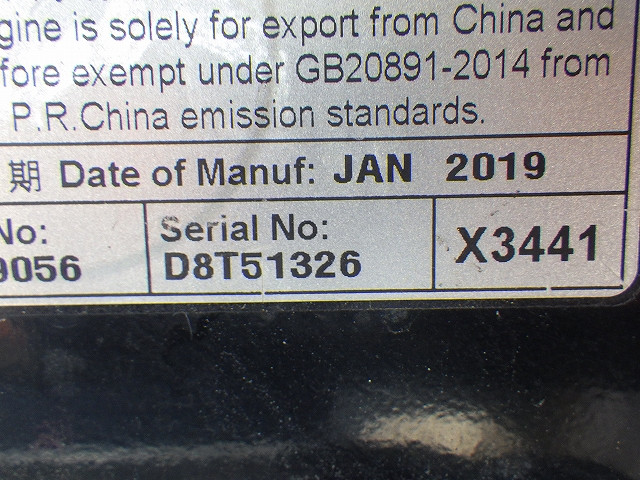 gine is solely for export from China and
fore exempt under GB20891-2014 from
P.R.China emission standards.
期 Date of Manuf: JAN 2019
No:
9056
Serial No:
D8T51326
X3441